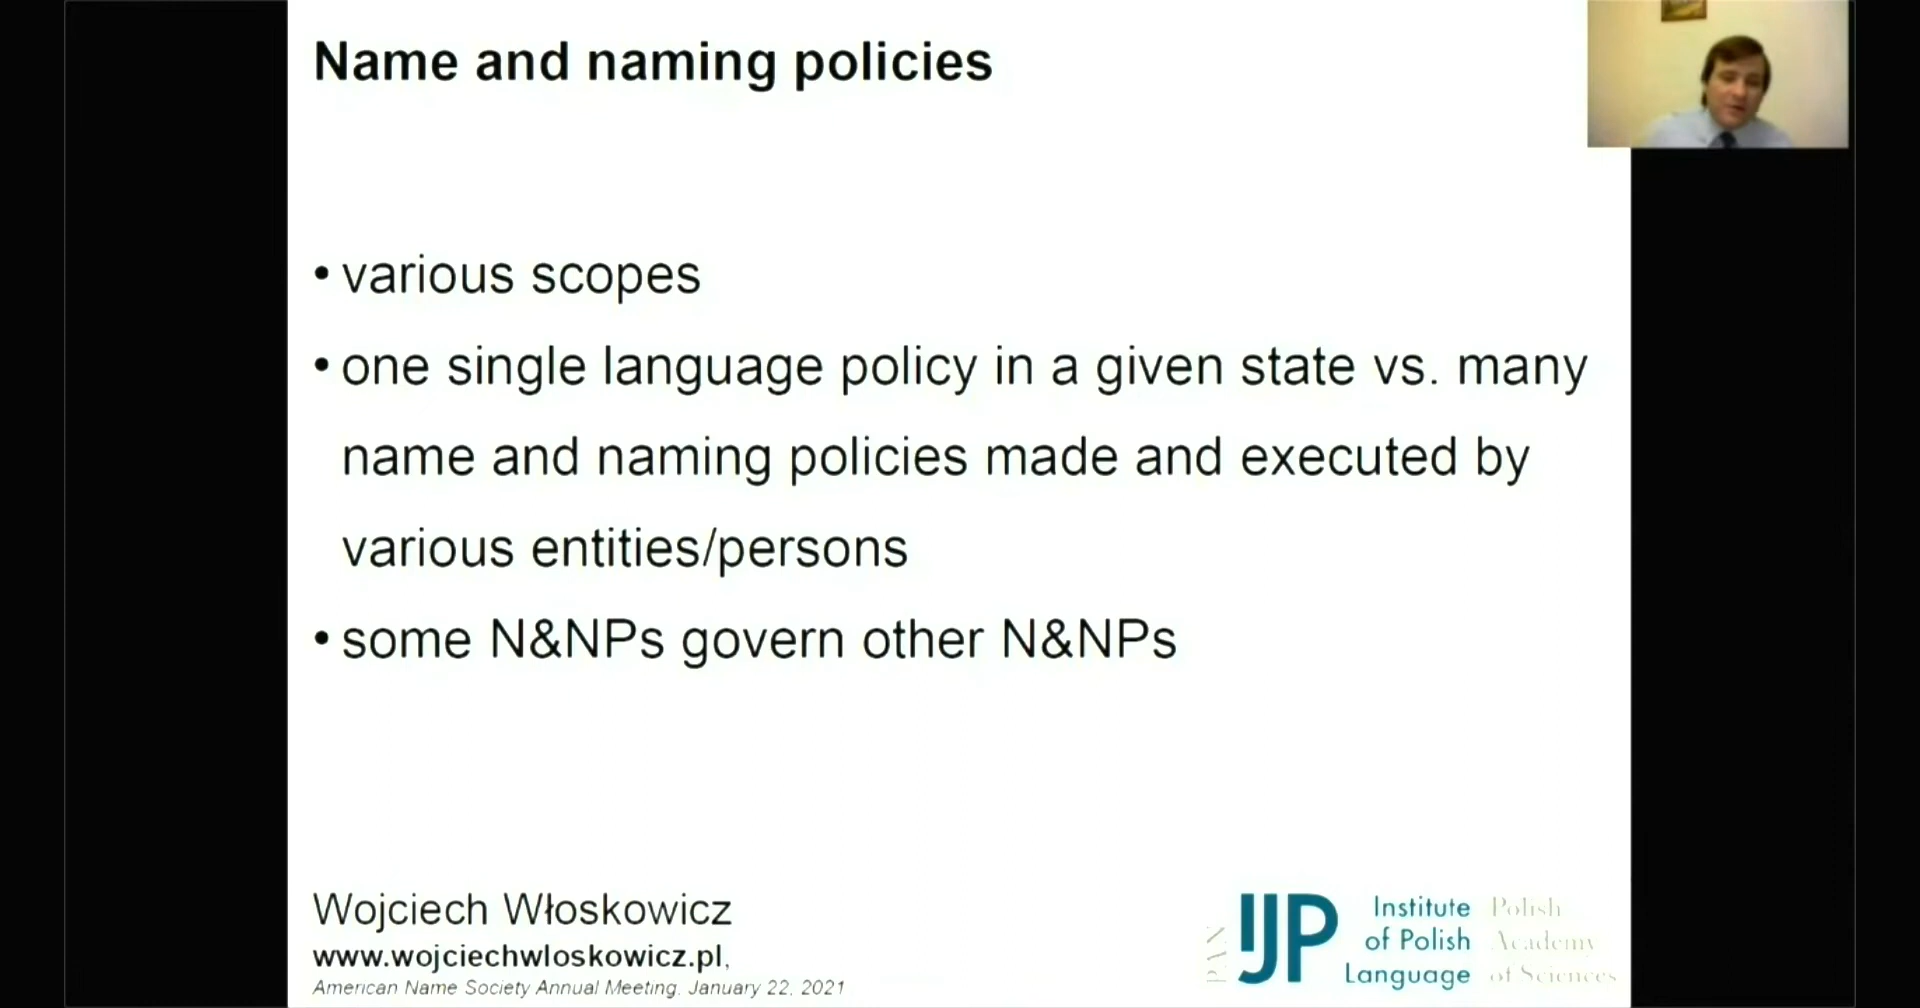 Name and naming policies
• various scopes
• one single language policy in a given state vs. many
name and naming policies made and executed by
various entities/persons
• some N&NPs govern other N&NPs
Wojciech Włoskowicz
www.wojciechwloskowicz.pl,
American Name Society Annual Meeting, January 22, 2021
PAN
IJP
Institute
of Polish
Language
Polish
Academy
of Sciences